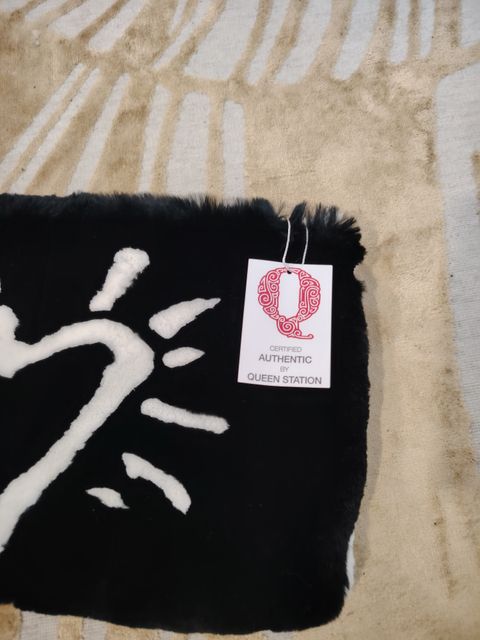 Q
CERTIFIED
AUTHENTIC
BY
QUEEN STATION